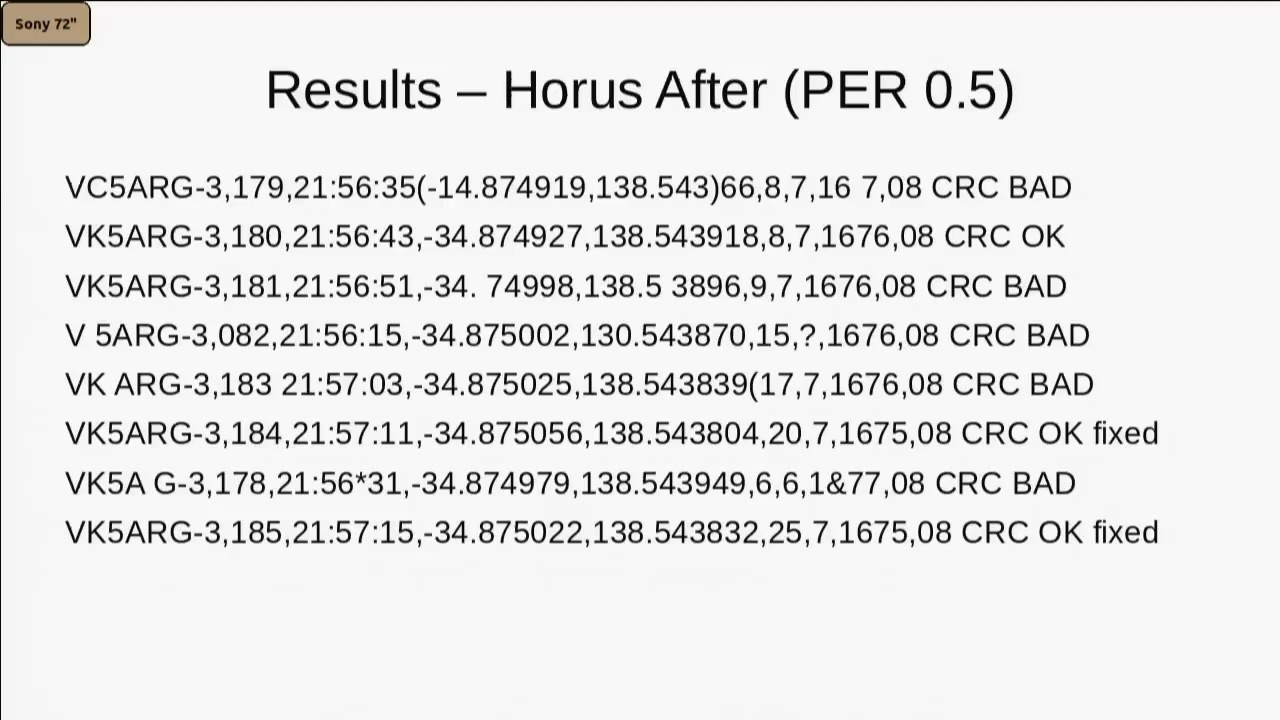 Sony 72"
Results – Horus After (PER 0.5)
VC5ARG-3,179,21:56:35(-14.874919,138.543)66,8,7,16 7,08 CRC BAD
VK5ARG-3,180,21:56:43,-34.874927,138.543918,8,7,1676,08 CRC OK
VK5ARG-3,181,21:56:51,-34. 74998,138.5 3896,9,7,1676,08 CRC BAD
V 5ARG-3,082,21:56:15,-34.875002,130.543870,15,?,1676,08 CRC BAD
VK ARG-3,183 21:57:03,-34.875025,138.543839(17,7,1676,08 CRC BAD
VK5ARG-3,184,21:57:11,-34.875056,138.543804,20,7,1675,08 CRC OK fixed
VK5A G-3,178,21:56*31,-34.874979,138.543949,6,6,1&77,08 CRC BAD
VK5ARG-3,185,21:57:15,-34.875022,138.543832,25,7,1675,08 CRC OK fixed